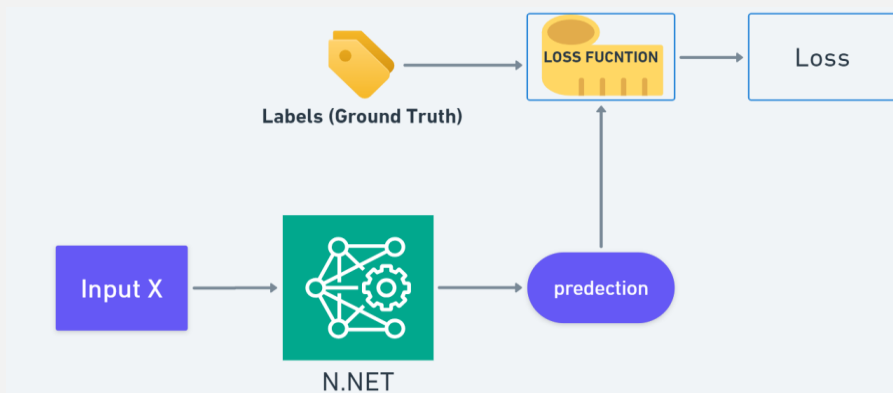 LOSS FUCNTION
Loss
Labels (Ground Truth)
Input X
predection
N.NET